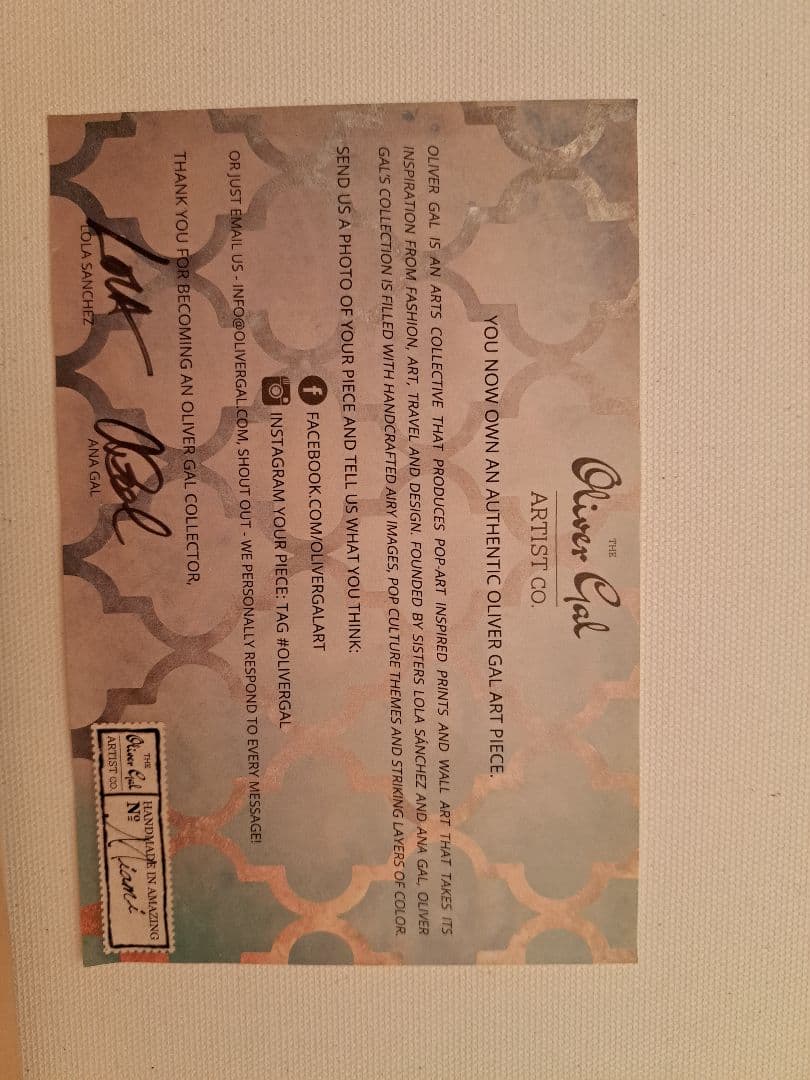 THE
Oliver Gal
ARTIST CO.
YOU NOW OWN AN AUTHENTIC OLIVER GAL ART PIECE.
OLIVER GAL IS AN ARTS COLLECTIVE THAT PRODUCES POP-ART INSPIRED PRINTS AND WALL ART THAT TAKES ITS
INSPIRATION FROM FASHION, ART, TRAVEL AND DESIGN. FOUNDED BY SISTERS LOLA SÁNCHEZ AND ANA GAL, OLIVER
GAL'S COLLECTION IS FILLED WITH HANDCRAFTED AIRY IMAGES, POP CULTURE THEMES AND STRIKING LAYERS OF COLOR.
SEND US A PHOTO OF YOUR PIECE AND TELL US WHAT YOU THINK:
f FACEBOOK.COM/OLIVERGALART
INSTAGRAM YOUR PIECE: TAG #OLIVERGAL
OR JUST EMAIL US - INFO@OLIVERGAL.COM, SHOUT OUT - WE PERSONALLY RESPOND TO EVERY MESSAGE!
THANK YOU FOR BECOMING AN OLIVER GAL COLLECTOR,
LOLA
LOLA SANCHEZ
ANA GAL
THE
Oliver Gal
ARTIST CO.
HANDMADE IN AMAZING
Nº Miami